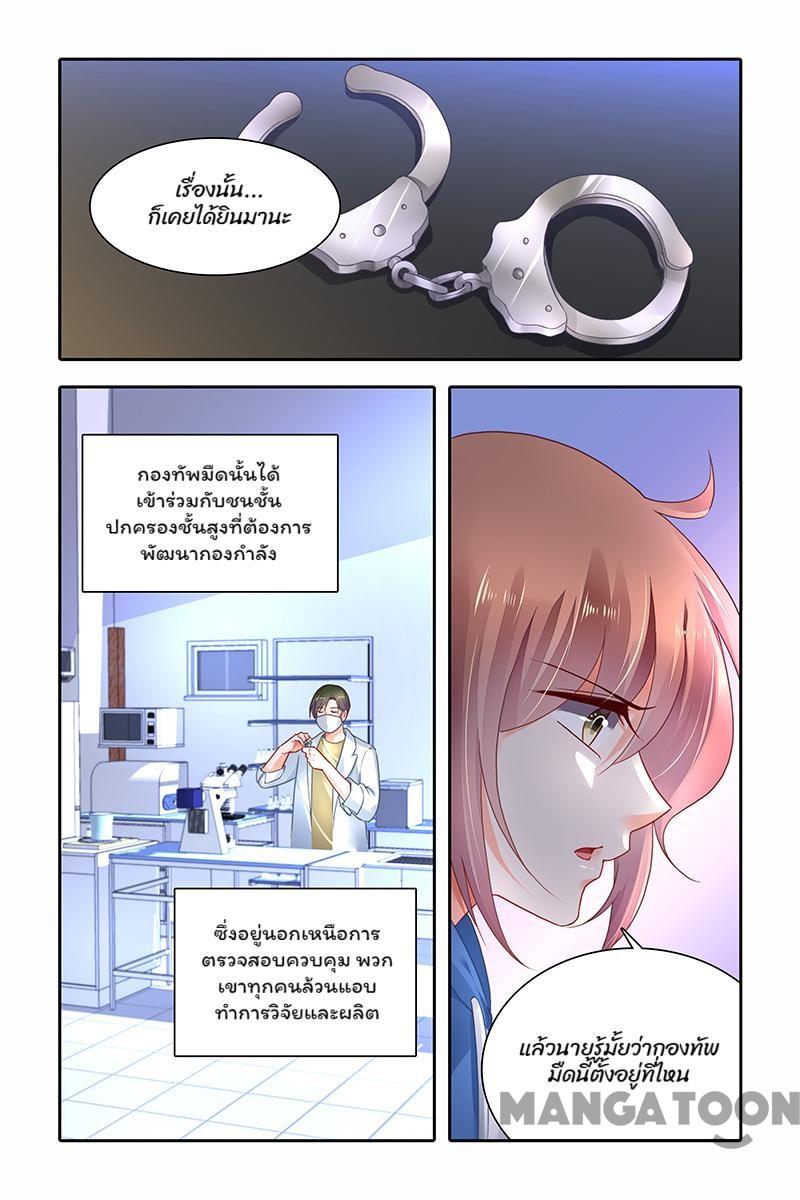 เรื่องนั้น...
ก็เคยได้ยินมานะ
กองทัพมืดนั้นได้
เข้าร่วมกับชนชั้น
ปกครองชั้นสูงที่ต้องการ
พัฒนากองกำลัง
ซึ่งอยู่นอกเหนือการ
ตรวจสอบควบคุม พวก
เขาทุกคนล้วนแอบ
ทำการวิจัยและผลิต
แล้วนายรู้มั้ยว่ากองทัพ
มืดนี้ตั้งอยู่ที่ไหน
MANGATOON